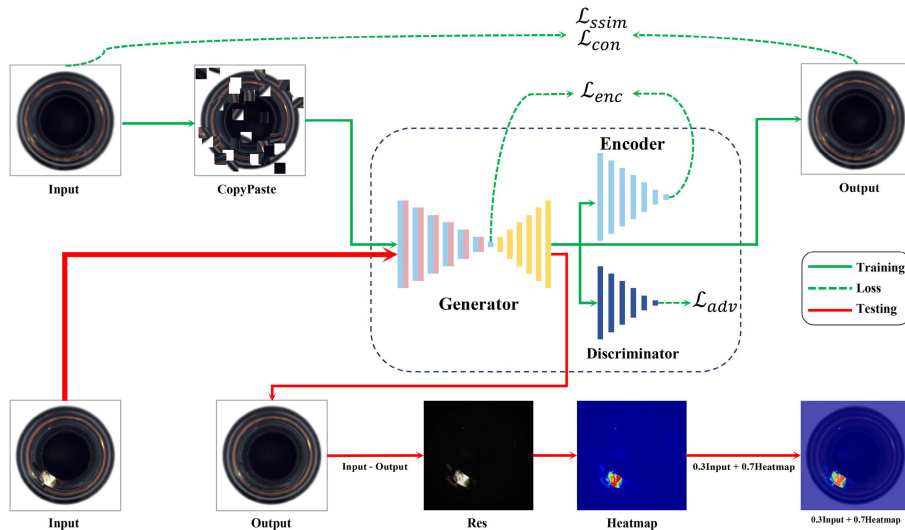 ℒssim
ℒcon
ℒenc
Encoder
Input
CopyPaste
Output
Generator
ℒadv
Discriminator
Training
Loss
Testing
Input - Output
0.3Input + 0.7Heatmap
Input
Output
Res
Heatmap
0.3Input + 0.7Heatmap